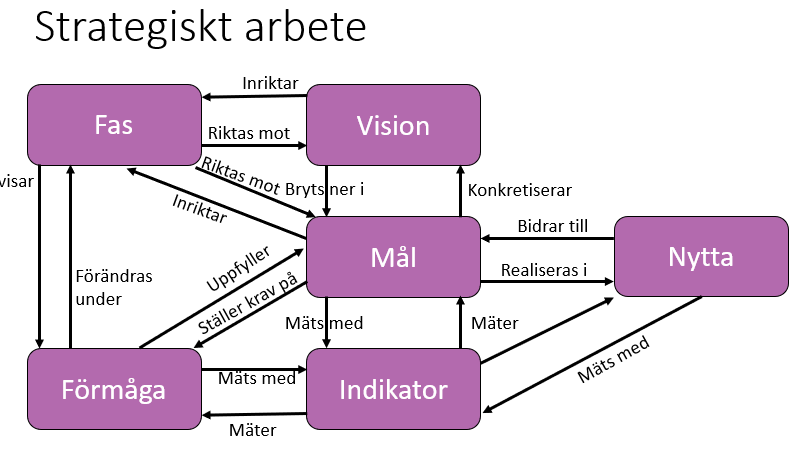 Strategiskt arbete
Inriktar
Fas
Vision
Riktas mot
Riktas mot
Bryts ner i
visar
Konkretiserar
Inriktar
Bidrar till
Uppfyller
Mål
Nytta
Förändras
under
Realiseras i
Ställer krav på
Mäts med
Mäter
Mäts med
Förmåga
Mäts med
Indikator
Mäter